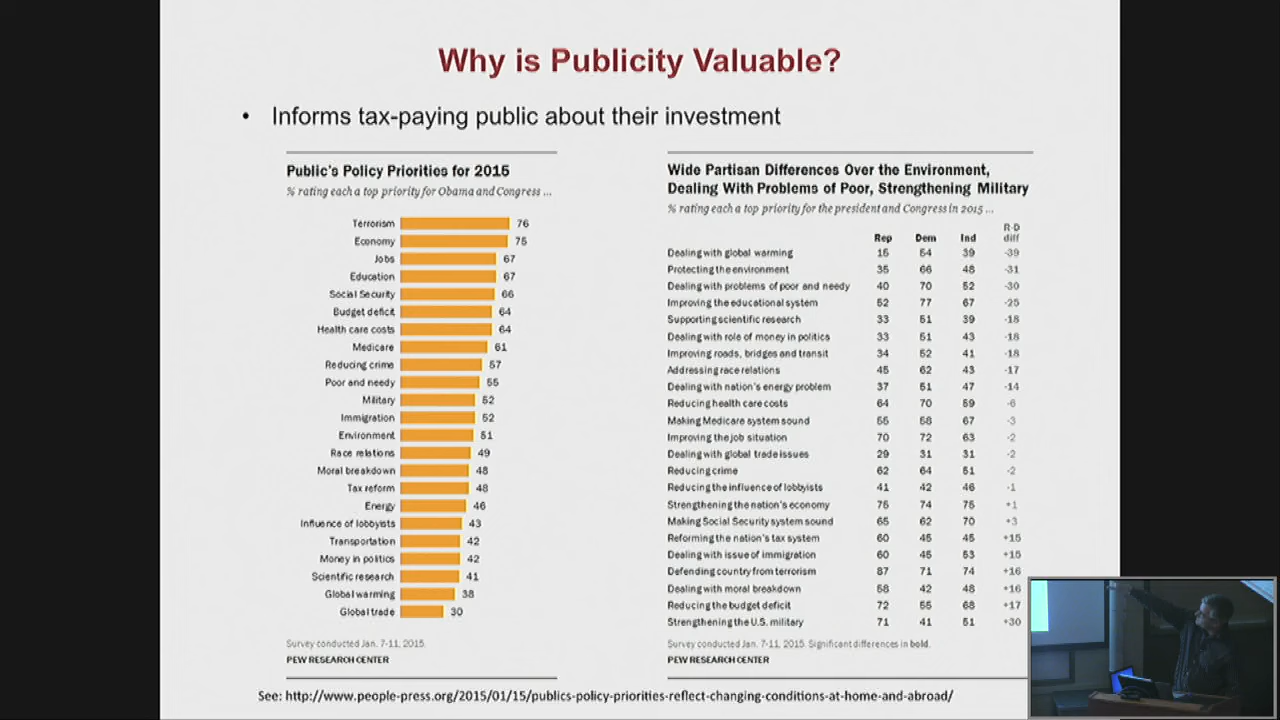 Why is Publicity Valuable?
• Informs tax-paying public about their investment
Public's Policy Priorities for 2015
% rating each a top priority for Obama and Congress ...
Terrorism 76
Economy 75
Jobs 67
Education 67
Social Security 66
Budget deficit 64
Health care costs 64
Medicare 61
Reducing crime 57
Poor and needy 55
Military 52
Immigration 52
Environment 51
Race relations 49
Moral breakdown 48
Tax reform 48
Energy 46
Influence of lobbyists 43
Transportation 42
Money in politics 42
Scientific research 41
Global warming 38
Global trade 30
Survey conducted Jan. 7-11, 2015.
PEW RESEARCH CENTER
Wide Partisan Differences Over the Environment,
Dealing With Problems of Poor, Strengthening Military
% rating each a top priority for the president and Congress in 2015 ...
R-D
Rep Dem Ind diff
Dealing with global warming 15 54 39 -39
Protecting the environment 35 66 48 -31
Dealing with problems of poor and needy 40 70 52 -30
Improving the educational system 52 77 67 -25
Supporting scientific research 33 51 39 -18
Dealing with role of money in politics 33 51 43 -18
Improving roads, bridges and transit 34 52 41 -18
Addressing race relations 45 62 43 -17
Dealing with nation's energy problem 37 51 47 -14
Reducing health care costs 64 70 59 -6
Making Medicare system sound 55 58 67 -3
Improving the job situation 70 72 63 -2
Dealing with global trade issues 29 31 31 -2
Reducing crime 62 64 51 -2
Reducing the influence of lobbyists 41 42 46 -1
Strengthening the nation's economy 75 74 75 +1
Making Social Security system sound 65 62 70 +3
Reforming the nation's tax system 60 45 45 +15
Dealing with issue of immigration 60 45 53 +15
Defending country from terrorism 87 71 74 +16
Dealing with moral breakdown 58 42 48 +16
Reducing the budget deficit 72 55 68 +17
Strengthening the U.S. military 71 41 51 +30
Survey conducted Jan. 7-11, 2015. Significant differences in bold.
PEW RESEARCH CENTER
See: http://www.people-press.org/2015/01/15/publics-policy-priorities-reflect-changing-conditions-at-home-and-abroad/